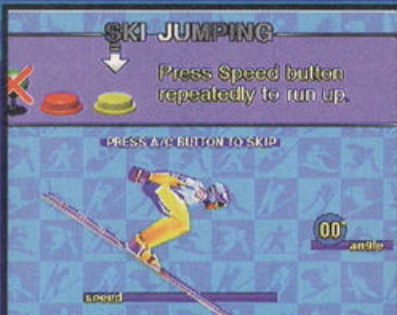 SKI JUMPING
Press Speed button
repeatedly to run up.
PRESS A/C BUTTON TO SKIP
00°
angle
speed